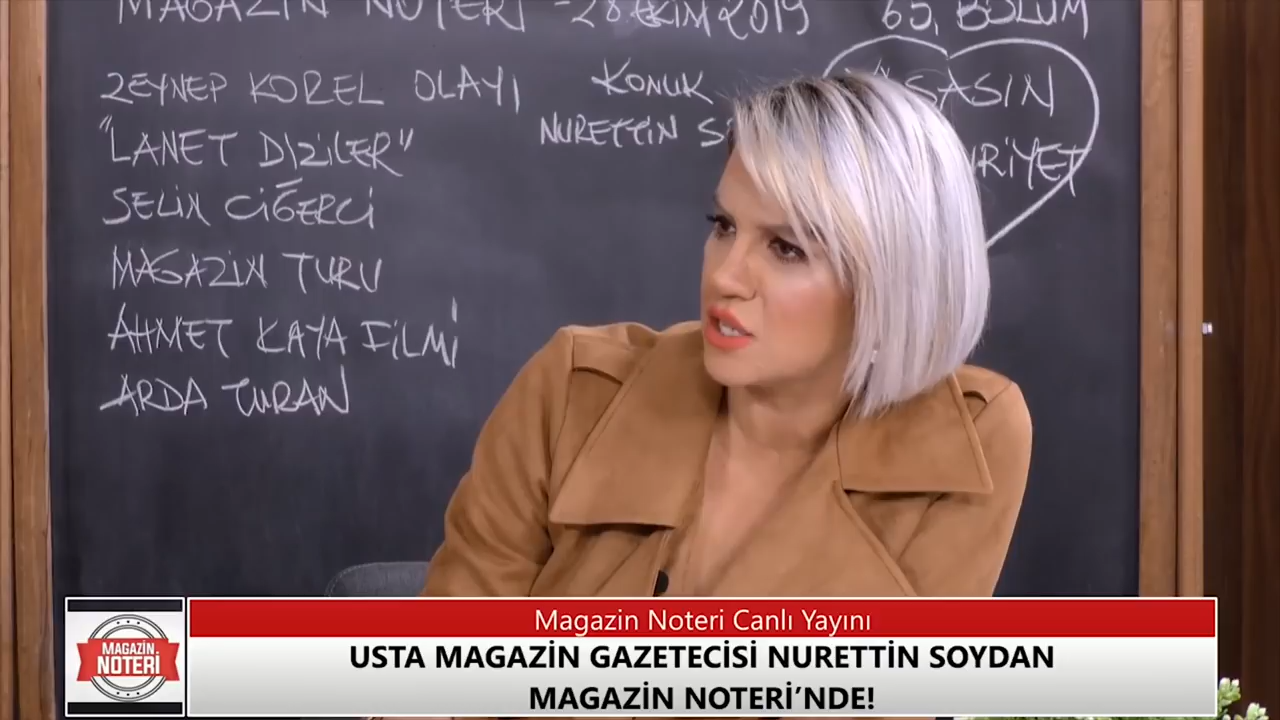 MAGAZİN NOTERİ - 28 EKİM 2019 65. BÖLÜM
ZEYNEP KOREL OLAYI
"LANET DİZİLER"
SELİN CİĞERCİ
MAGAZİN TURU
AHMET KAYA FİLMİ
ARDA TURAN
KONUK
NURETTİN
YAŞASIN
MAGAZİN
NOTERİ
Magazin Noteri Canlı Yayını
USTA MAGAZİN GAZETECİSİ NURETTİN SOYDAN
MAGAZİN NOTERİ’NDE!